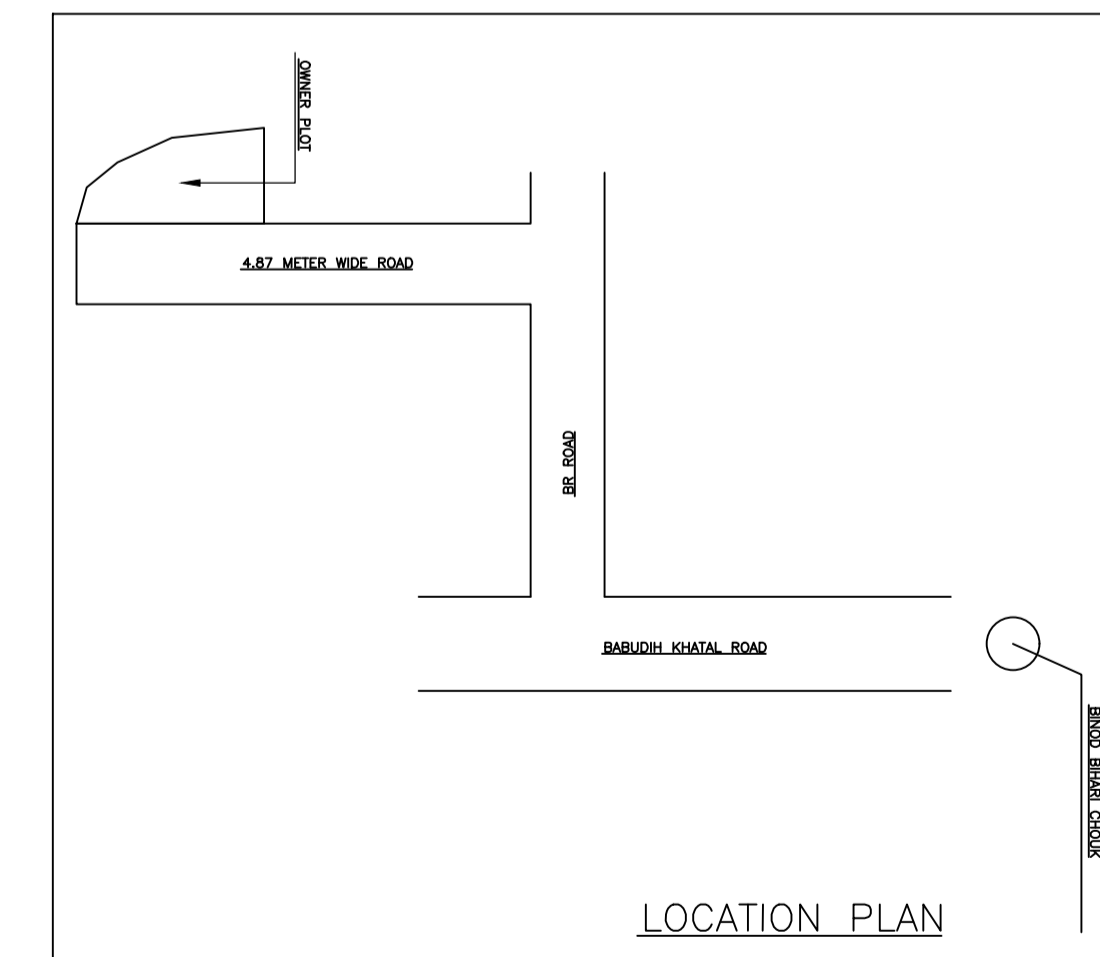 OWNER PLOT
4.87 METER WIDE ROAD
BR ROAD
BABUDIH KHATAL ROAD
BINOD BIHARI CHOUK
LOCATION PLAN